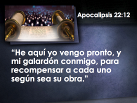 Apocalipsis 22:12
"He aquí yo vengo pronto, y
mi galardón conmigo, para
recompensar a cada uno
según sea su obra."